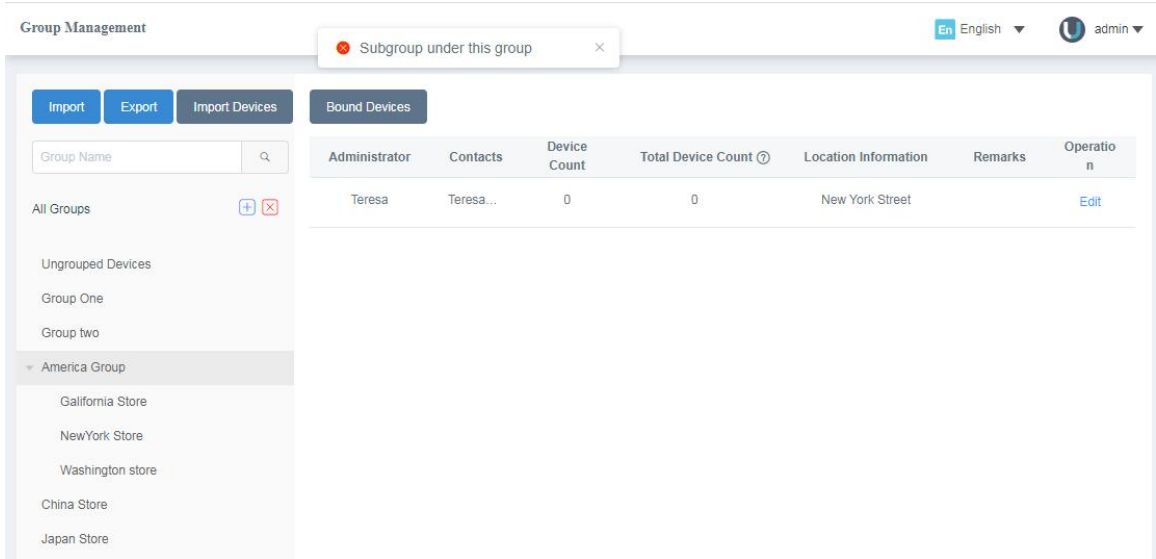 Group Management
Subgroup under this group
En English
admin
Import Export Import Devices Bound Devices
Group Name
Administrator Contacts Device Count Total Device Count Location Information Remarks Operation
Teresa Teresa... 0 0 New York Street Edit
All Groups
Ungrouped Devices
Group One
Group two
America Group
Galifornia Store
NewYork Store
Washington store
China Store
Japan Store